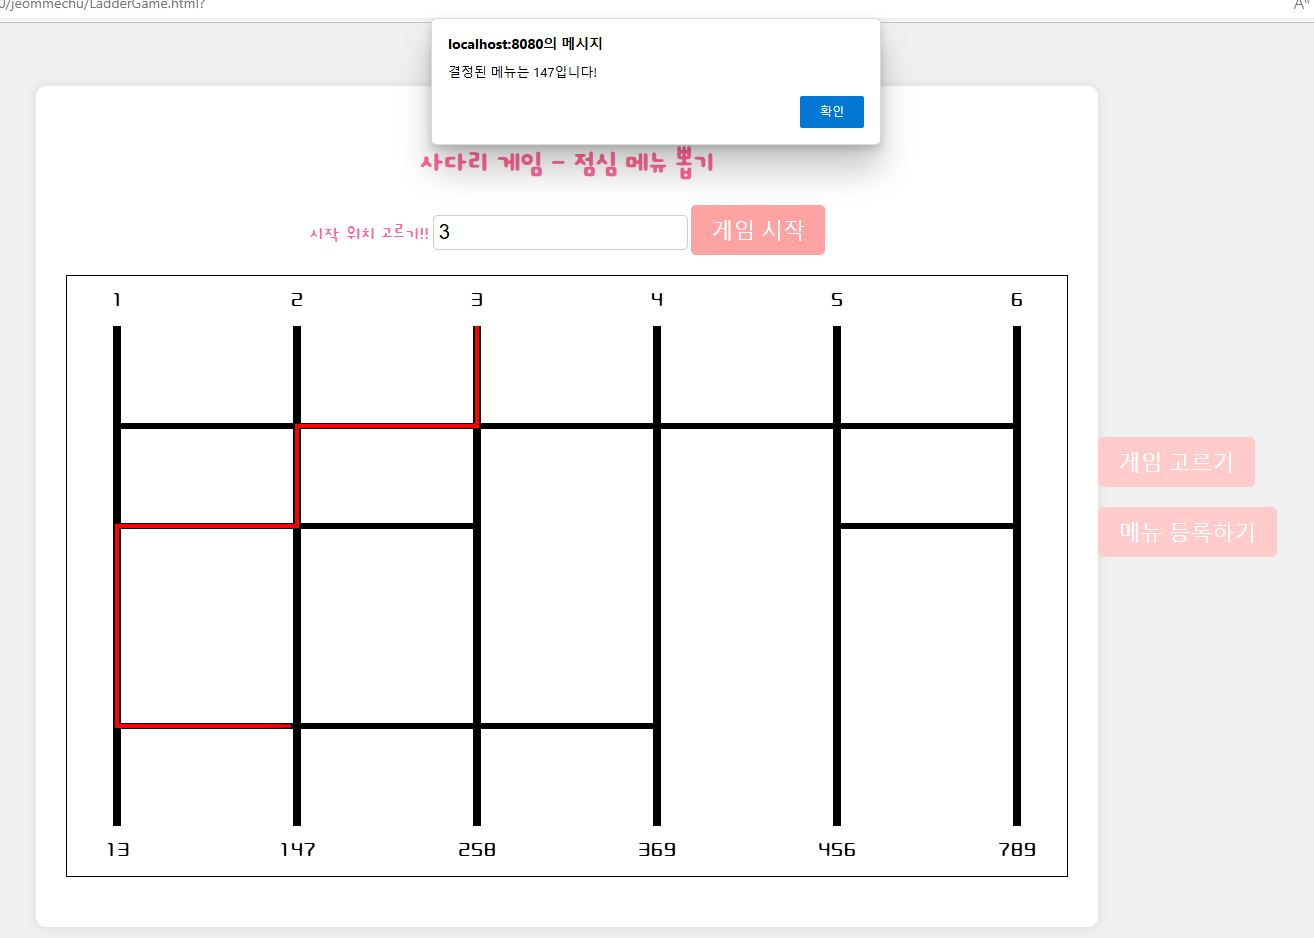 0/jeommechu/LadderGame.html?
localhost:8080의 메시지
결정된 메뉴는 147입니다!
확인
사다리 게임 - 점심 메뉴 뽑기
시작 위치 고르기!! 3 게임 시작
1 2 3 4 5 6
게임 고르기
메뉴 등록하기
13 147 258 369 456 789